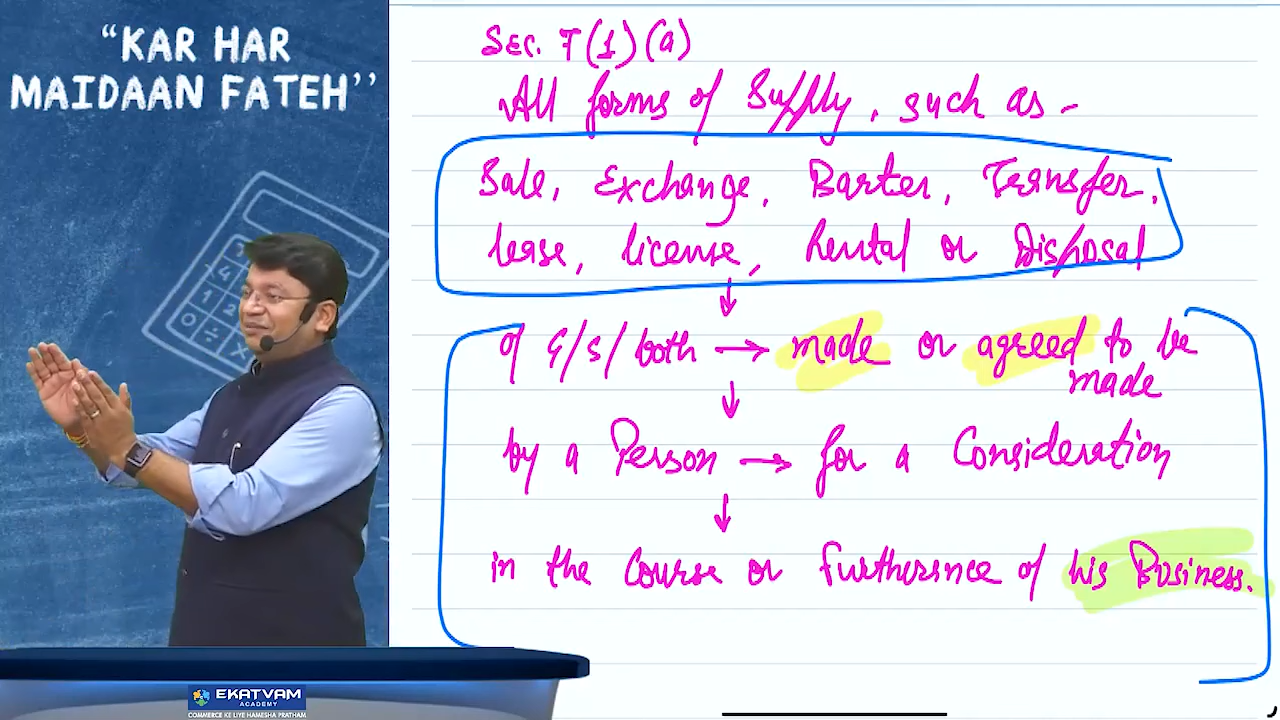 “KAR HAR
MAIDAAN FATEH’’
Sec. 7(1)(a)
All forms of Supply, such as -
Sale, Exchange, Barter, Transfer,
lease, license, Rental or Disposal
of G/S/both → made or agreed to be
made
by a Person → for a Consideration
in the Course or furtherance of his Business.
EKATVAM
ACADEMY
COMMERCE KE LIYE HAMESHA PRATHAM